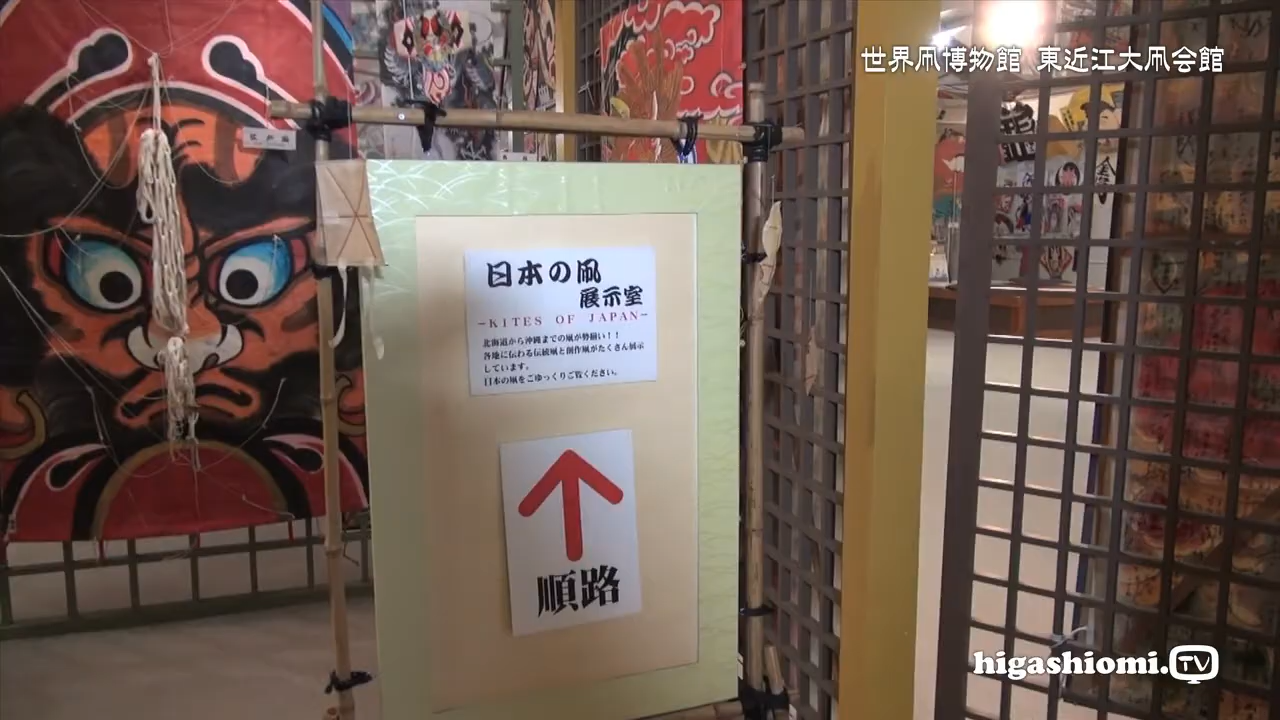 世界凧博物館 東近江大凧会館
日本の凧
展示室
-KITES OF JAPAN-
北海道から沖縄までの凧が勢揃い！！
各地に伝わる伝統凧と創作凧がたくさん展示
しています。
日本の凧をごゆっくりご覧ください。
順路
higashiomi.TV